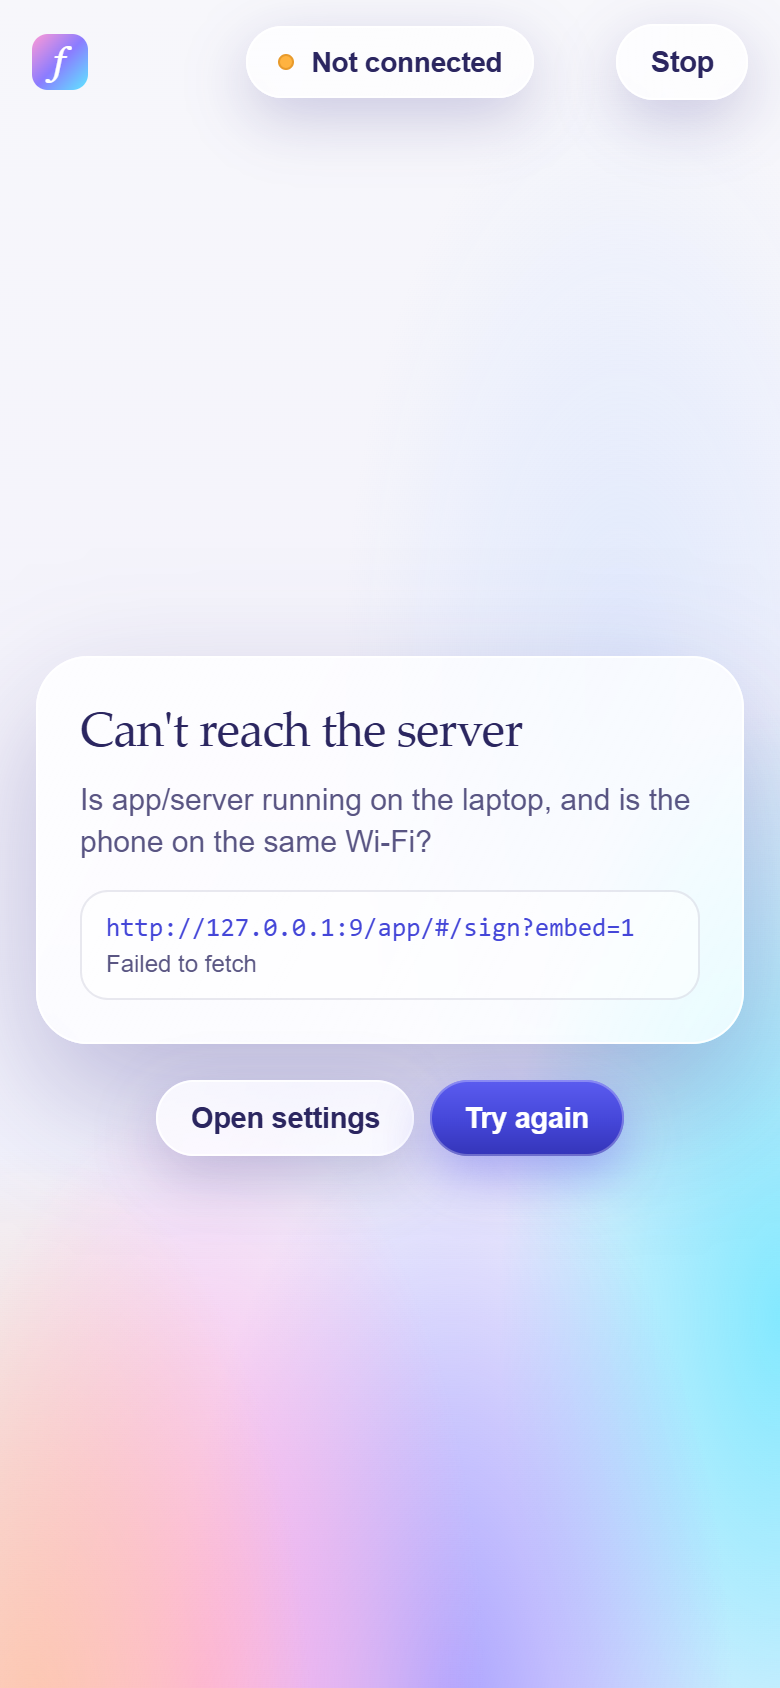 f
Not connected
Stop
Can't reach the server
Is app/server running on the laptop, and is the
phone on the same Wi-Fi?
http://127.0.0.1:9/app/#/sign?embed=1
Failed to fetch
Open settings
Try again